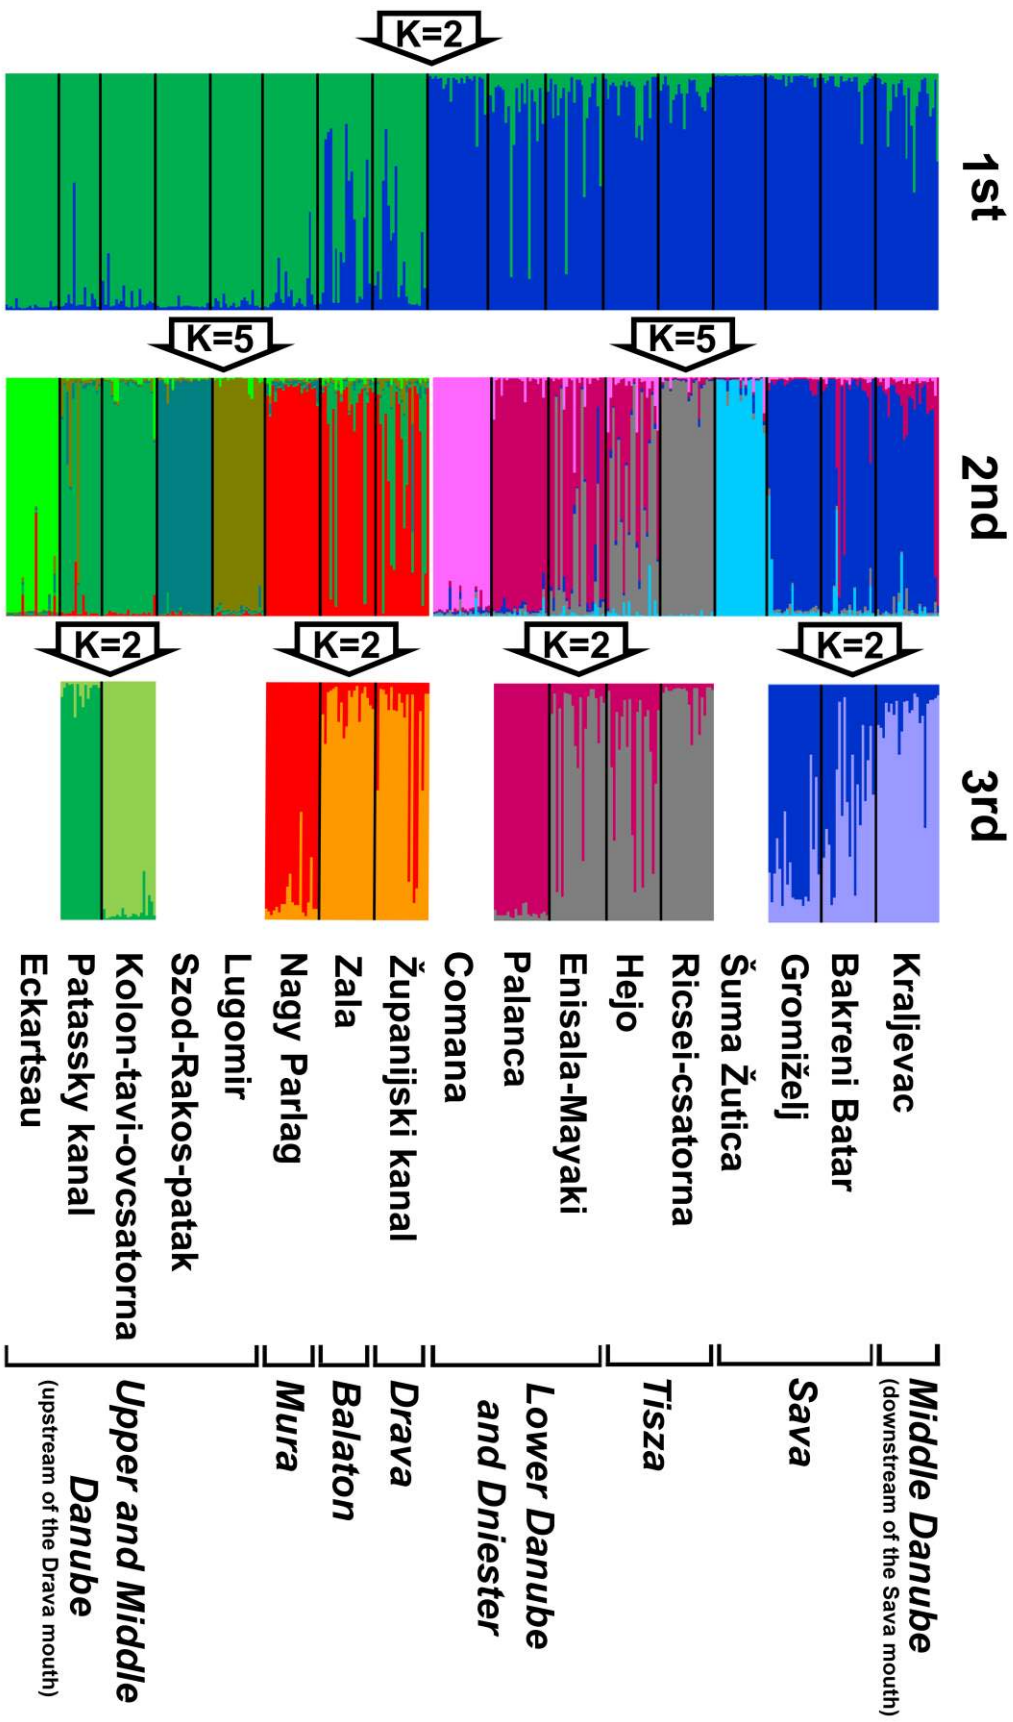 K=2
1st
K=5
K=5
2nd
K=2
K=2
K=2
K=2
3rd
Eckartsau
Patassky kanal
Kolon-tavi-ovcsatorna
Szod-Rakos-patak
Lugomir
Nagy Parlag
Zala
Županijski kanal
Comana
Palanca
Enisala-Mayaki
Hejo
Ricsei-csatorna
Šuma Žutica
Gromiželj
Bakreni Batar
Kraljevac
Upper and Middle
Danube
(upstream of the Drava mouth)
Mura
Balaton
Drava
Lower Danube
and Dniester
Tisza
Sava
Middle Danube
(downstream of the Sava mouth)